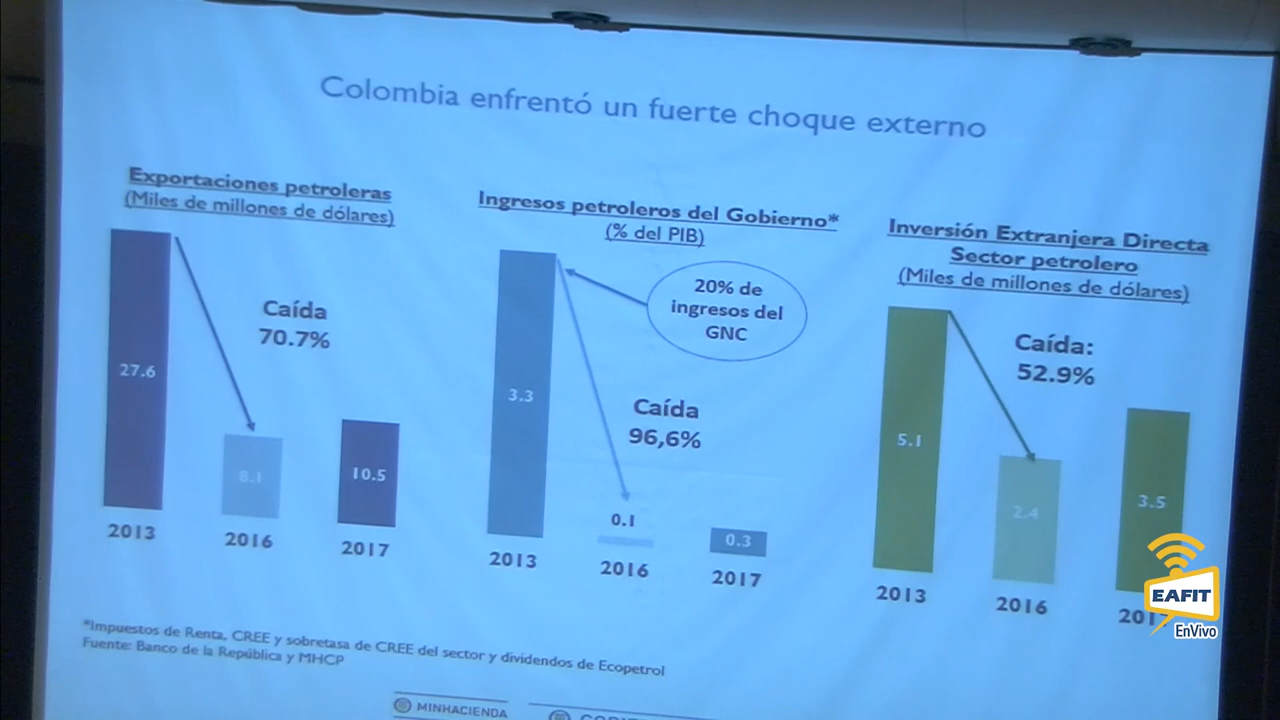 Colombia enfrentó un fuerte choque externo
Exportaciones petroleras
(Miles de millones de dólares)
Caída
70.7%
27.6
8.1
10.5
2013
2016
2017
Ingresos petroleros del Gobierno*
(% del PIB)
20% de
ingresos del
GNC
3.3
Caída
96,6%
0.1
0.3
2013
2016
2017
Inversión Extranjera Directa
Sector petrolero
(Miles de millones de dólares)
Caída:
52.9%
5.1
2.4
3.5
2013
2016
*Impuestos de Renta, CREE y sobretasa de CREE del sector y dividendos de Ecopetrol
Fuente: Banco de la República y MHCP
MINHACIENDA
EAFIT
EnVivo